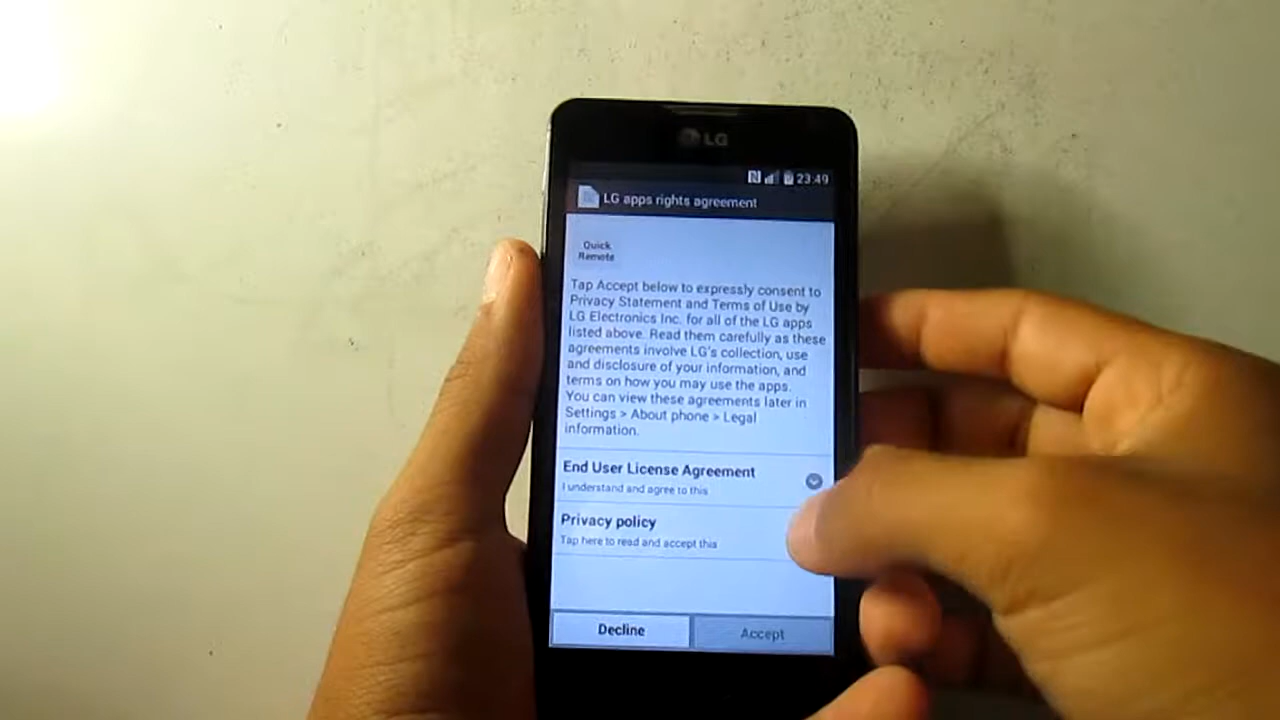 LG
23:49
LG apps rights agreement
Quick
Remote
Tap Accept below to expressly consent to
Privacy Statement and Terms of Use by
LG Electronics Inc. for all of the LG apps
listed above. Read them carefully as these
agreements involve LG's collection, use
and disclosure of your information, and
terms on how you may use the apps.
You can view these agreements later in
Settings > About phone > Legal
information.
End User License Agreement
I understand and agree to this
Privacy policy
Tap here to read and accept this
Decline
Accept